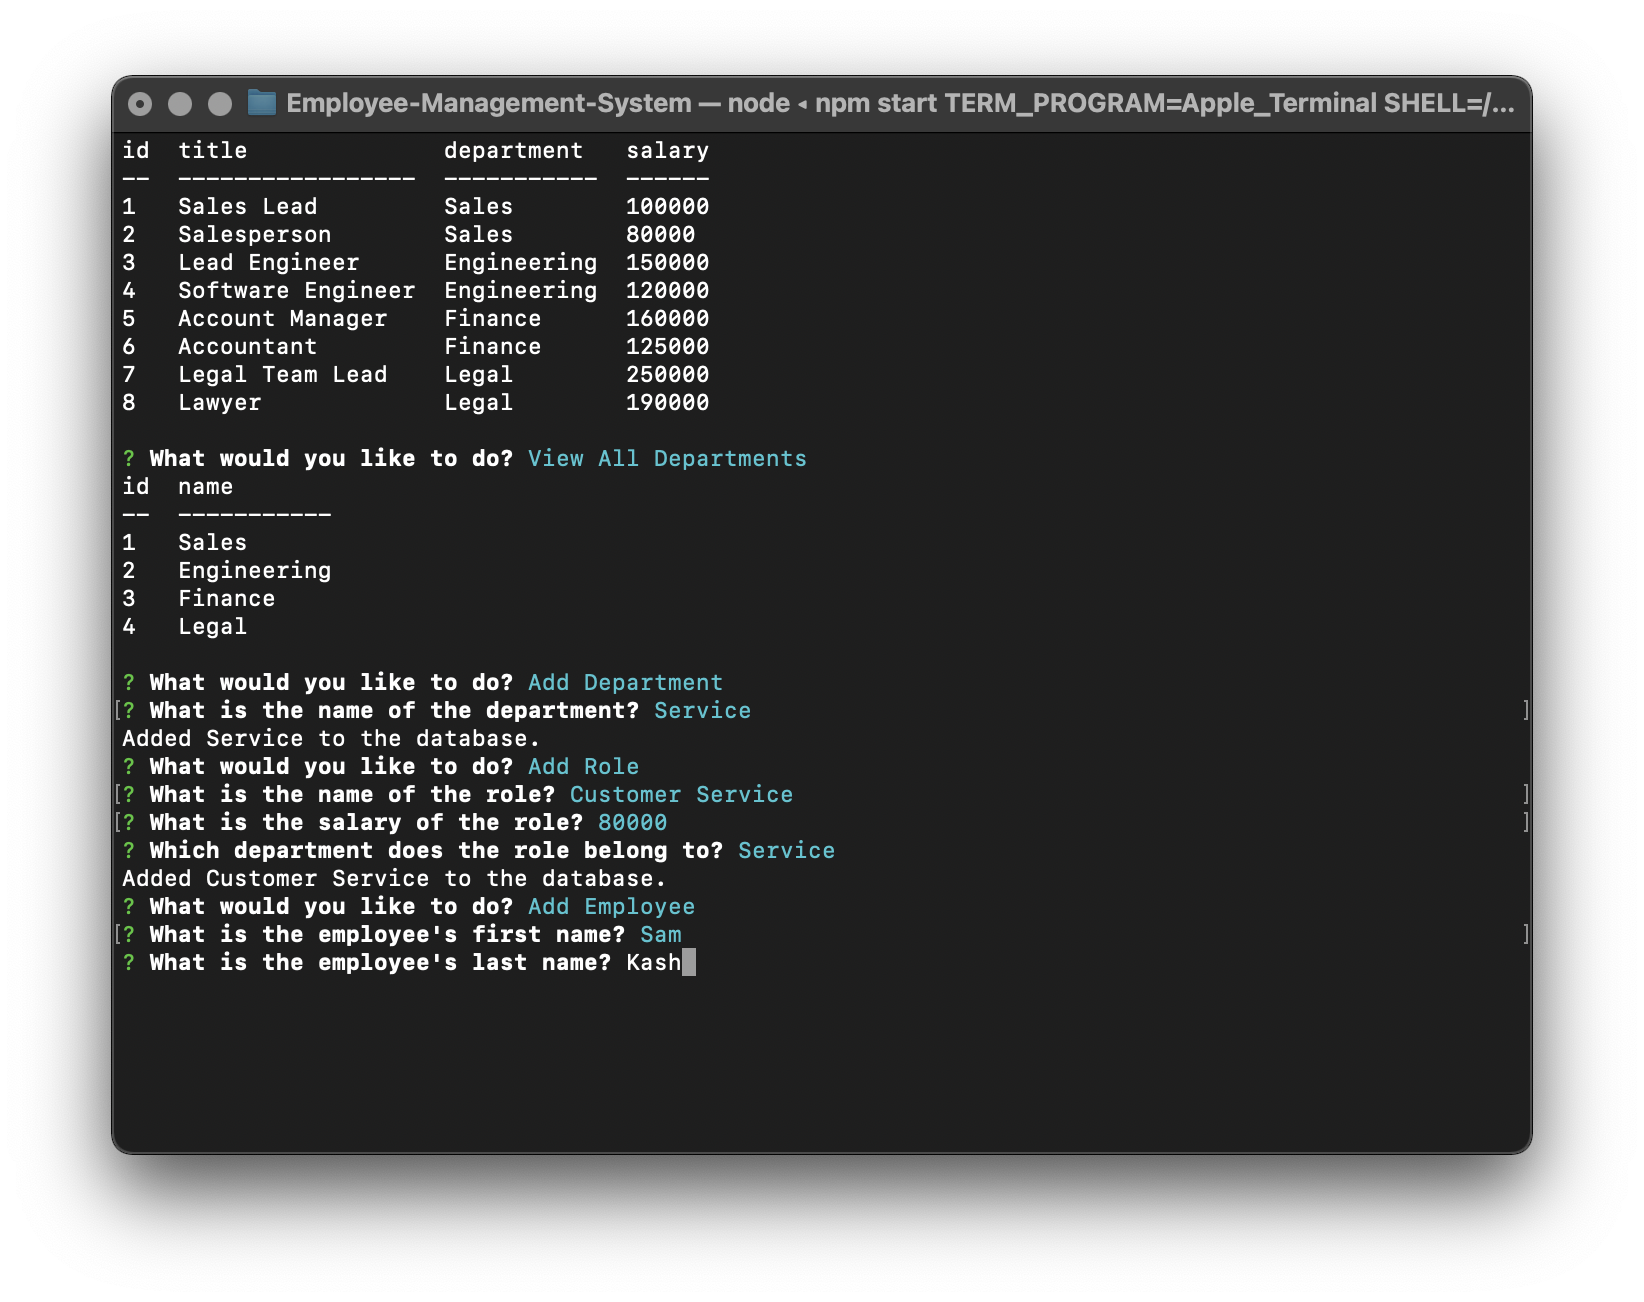 Employee-Management-System — node ◂ npm start TERM_PROGRAM=Apple_Terminal SHELL=/...
id  title              department   salary
--  -----------------  -----------  ------
1   Sales Lead         Sales        100000
2   Salesperson        Sales        80000
3   Lead Engineer      Engineering  150000
4   Software Engineer  Engineering  120000
5   Account Manager    Finance      160000
6   Accountant         Finance      125000
7   Legal Team Lead    Legal        250000
8   Lawyer             Legal        190000
? What would you like to do? View All Departments
id  name
--  -----------
1   Sales
2   Engineering
3   Finance
4   Legal
? What would you like to do? Add Department
[? What is the name of the department? Service ]
Added Service to the database.
? What would you like to do? Add Role
[? What is the name of the role? Customer Service ]
[? What is the salary of the role? 80000 ]
? Which department does the role belong to? Service
Added Customer Service to the database.
? What would you like to do? Add Employee
[? What is the employee's first name? Sam ]
? What is the employee's last name? Kash